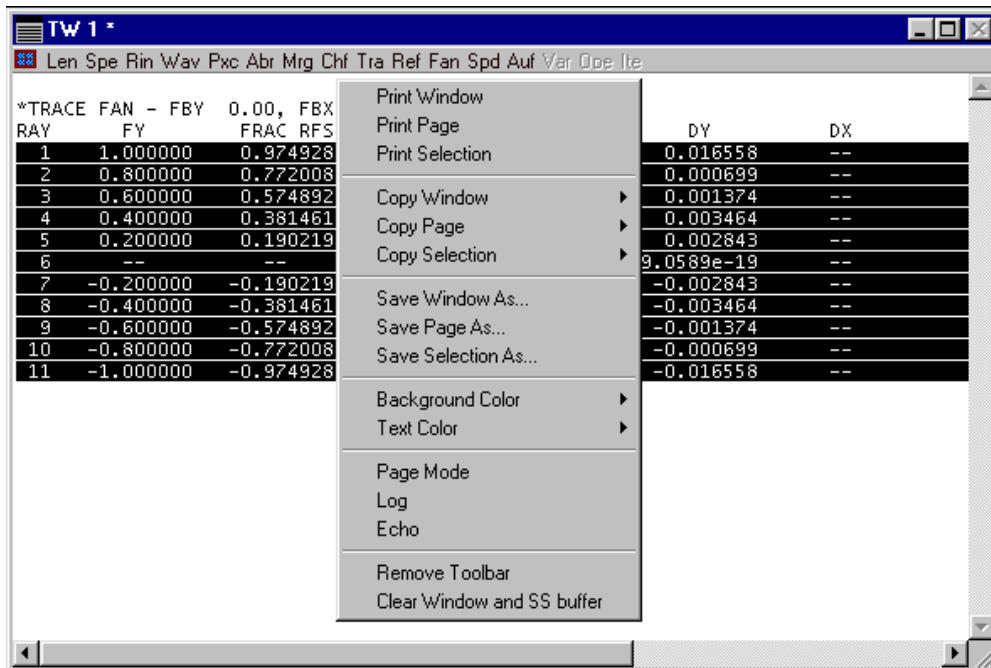 TW 1 *
Len Spe Rin Wav Pxc Abr Mrg Chf Tra Ref Fan Spd Auf Var Ope Ite
*TRACE FAN - FBY 0.00, FBX
RAY FY FRAC RFS DY DX
1 1.000000 0.974928 0.016558 --
2 0.800000 0.772008 0.000699 --
3 0.600000 0.574892 0.001374 --
4 0.400000 0.381461 0.003464 --
5 0.200000 0.190219 0.002843 --
6 -- -- 9.0589e-19 --
7 -0.200000 -0.190219 -0.002843 --
8 -0.400000 -0.381461 -0.003464 --
9 -0.600000 -0.574892 -0.001374 --
10 -0.800000 -0.772008 -0.000699 --
11 -1.000000 -0.974928 -0.016558 --
Print Window
Print Page
Print Selection
Copy Window
Copy Page
Copy Selection
Save Window As...
Save Page As...
Save Selection As...
Background Color
Text Color
Page Mode
Log
Echo
Remove Toolbar
Clear Window and SS buffer